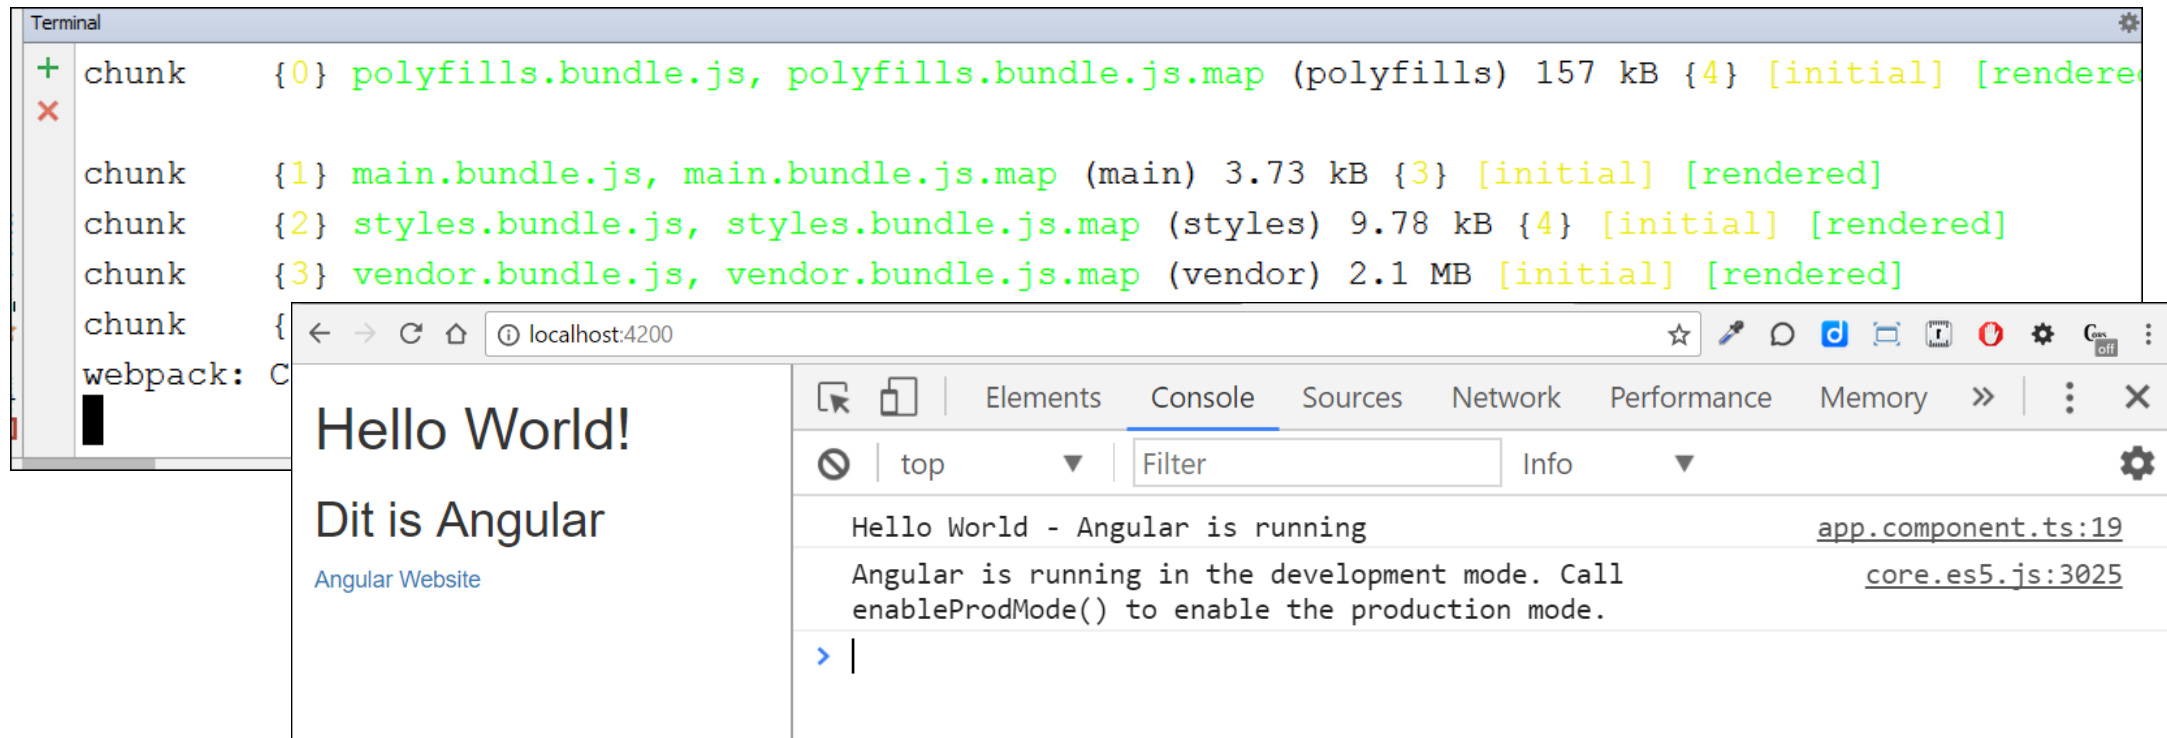 Terminal
chunk {0} polyfills.bundle.js, polyfills.bundle.js.map (polyfills) 157 kB {4} [initial] [rendered
chunk {1} main.bundle.js, main.bundle.js.map (main) 3.73 kB {3} [initial] [rendered]
chunk {2} styles.bundle.js, styles.bundle.js.map (styles) 9.78 kB {4} [initial] [rendered]
chunk {3} vendor.bundle.js, vendor.bundle.js.map (vendor) 2.1 MB [initial] [rendered]
chunk {
webpack: C
localhost:4200
off
Hello World!
Dit is Angular
Angular Website
Elements Console Sources Network Performance Memory
top Filter Info
Hello World - Angular is running app.component.ts:19
Angular is running in the development mode. Call core.es5.js:3025
enableProdMode() to enable the production mode.